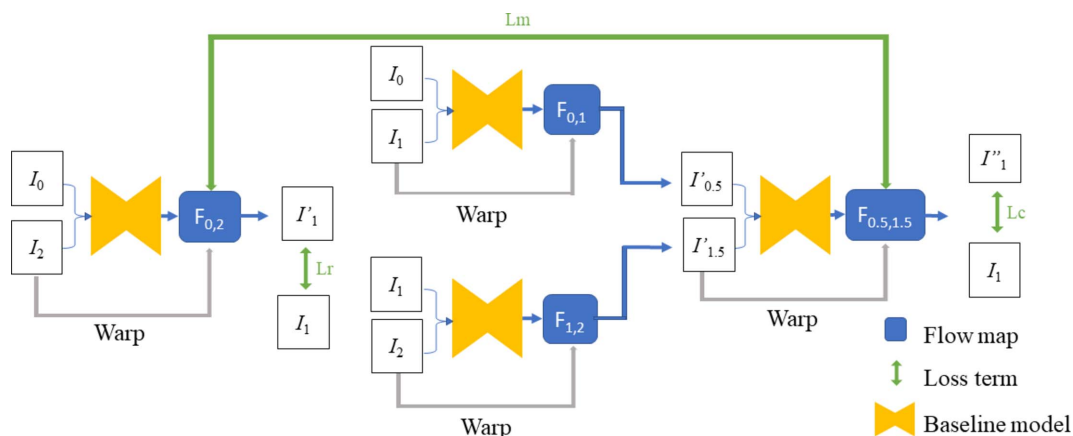 Lm
I0
I2
F0,2
Warp
I'1
Lr
I1
I0
I1
F0,1
Warp
I1
I2
F1,2
Warp
I'0.5
I'1.5
F0.5,1.5
Warp
I''1
Lc
I1
Flow map
Loss term
Baseline model